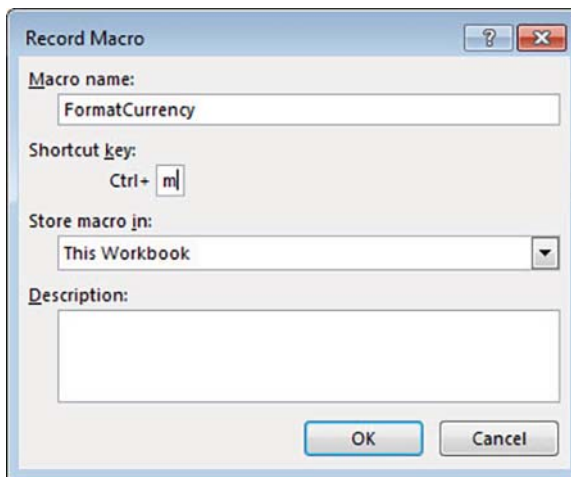 Record Macro
?
Macro name:
FormatCurrency
Shortcut key:
Ctrl+ m
Store macro in:
This Workbook
Description:
OK Cancel